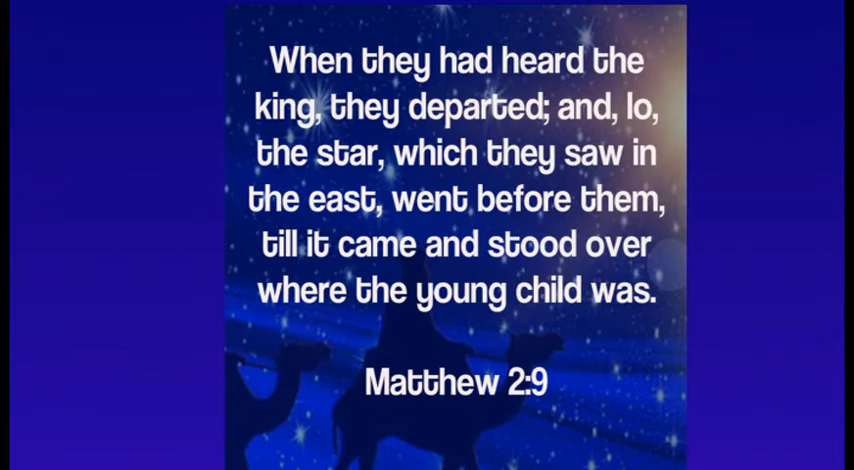 When they had heard the
king, they departed; and, lo,
the star, which they saw in
the east, went before them,
till it came and stood over
where the young child was.
Matthew 2:9